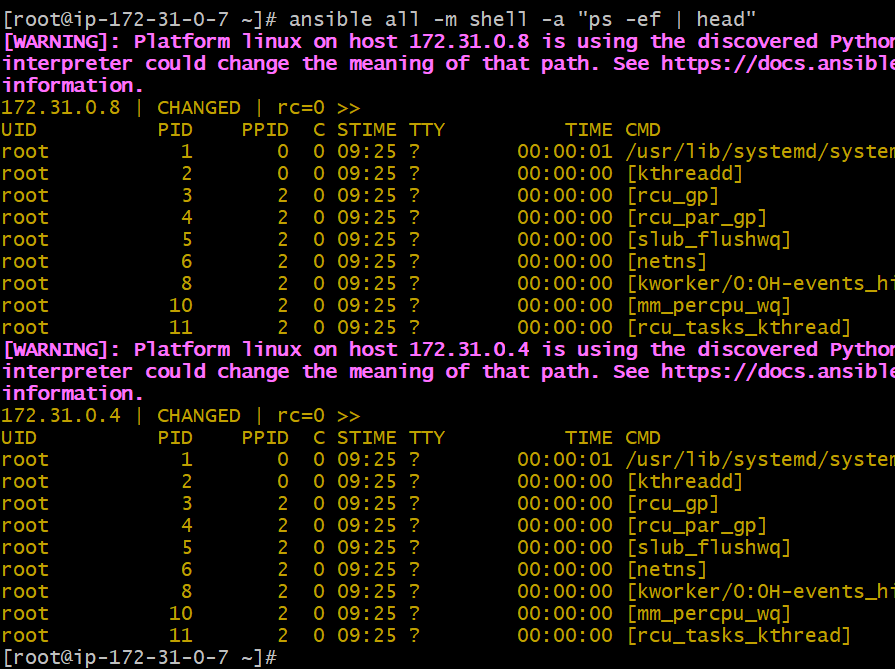 [root@ip-172-31-0-7 ~]# ansible all -m shell -a "ps -ef | head"
[WARNING]: Platform linux on host 172.31.0.8 is using the discovered Python
interpreter could change the meaning of that path. See https://docs.ansible
information.
172.31.0.8 | CHANGED | rc=0 >>
UID          PID    PPID  C STIME TTY          TIME CMD
root           1       0  0 09:25 ?        00:00:01 /usr/lib/systemd/system
root           2       0  0 09:25 ?        00:00:00 [kthreadd]
root           3       2  0 09:25 ?        00:00:00 [rcu_gp]
root           4       2  0 09:25 ?        00:00:00 [rcu_par_gp]
root           5       2  0 09:25 ?        00:00:00 [slub_flushwq]
root           6       2  0 09:25 ?        00:00:00 [netns]
root           8       2  0 09:25 ?        00:00:00 [kworker/0:0H-events_hi
root          10       2  0 09:25 ?        00:00:00 [mm_percpu_wq]
root          11       2  0 09:25 ?        00:00:00 [rcu_tasks_kthread]
[WARNING]: Platform linux on host 172.31.0.4 is using the discovered Python
interpreter could change the meaning of that path. See https://docs.ansible
information.
172.31.0.4 | CHANGED | rc=0 >>
UID          PID    PPID  C STIME TTY          TIME CMD
root           1       0  0 09:25 ?        00:00:01 /usr/lib/systemd/system
root           2       0  0 09:25 ?        00:00:00 [kthreadd]
root           3       2  0 09:25 ?        00:00:00 [rcu_gp]
root           4       2  0 09:25 ?        00:00:00 [rcu_par_gp]
root           5       2  0 09:25 ?        00:00:00 [slub_flushwq]
root           6       2  0 09:25 ?        00:00:00 [netns]
root           8       2  0 09:25 ?        00:00:00 [kworker/0:0H-events_hi
root          10       2  0 09:25 ?        00:00:00 [mm_percpu_wq]
root          11       2  0 09:25 ?        00:00:00 [rcu_tasks_kthread]
[root@ip-172-31-0-7 ~]#